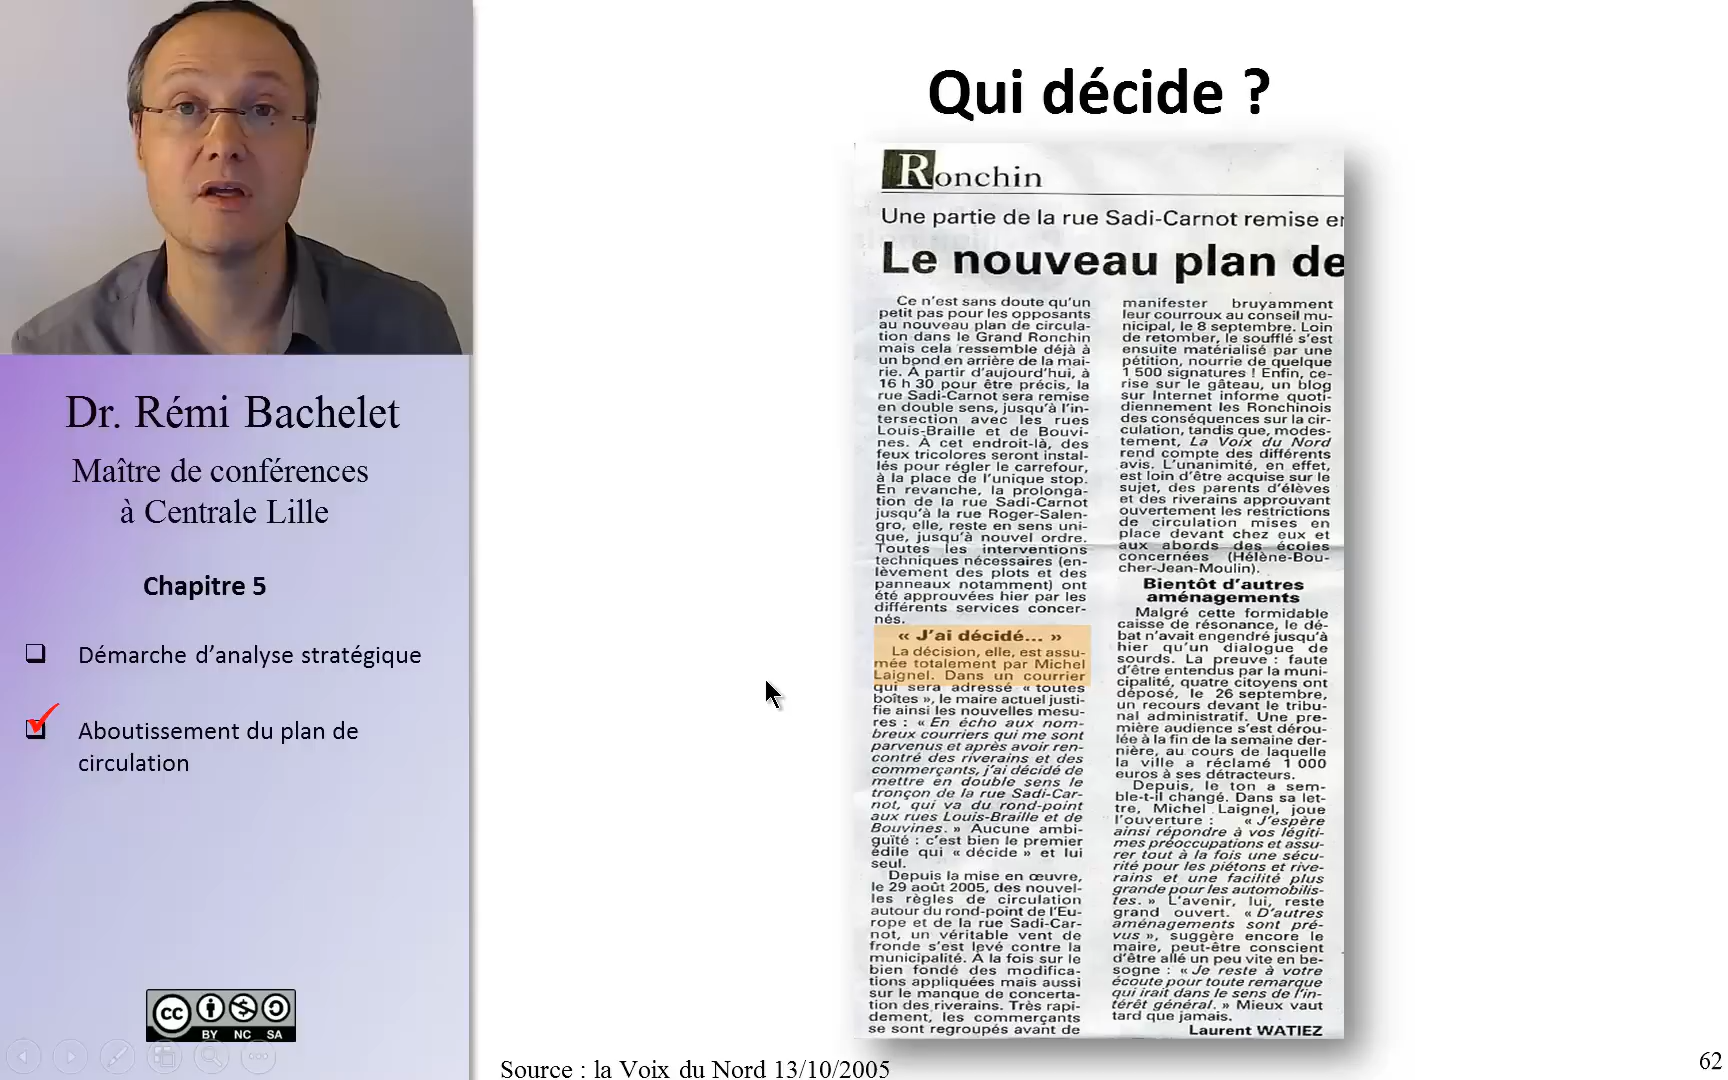 Qui décide ?
Ronchin
Une partie de la rue Sadi-Carnot remise en
Le nouveau plan de
Ce n'est sans doute qu'un
petit pas pour les opposants
au nouveau plan de circula-
tion dans le Grand Ronchin
mais cela ressemble déjà à
un bond en arrière de la mai-
rie. À partir d'aujourd'hui, à
16 h 30 pour être précis, la
rue Sadi-Carnot sera remise
en double sens, jusqu'à l'in-
tersection avec les rues
Louis-Braille et de Bouvi-
nes. À cet endroit-là, des
feux tricolores seront instal-
lés pour régler le carrefour,
à la place de l'unique stop.
En revanche, la prolonga-
tion de la rue Sadi-Carnot
jusqu'à la rue Roger-Salen-
gro, elle, reste en sens uni-
que, jusqu'à nouvel ordre.
Toutes les interventions
techniques nécessaires (en-
lèvement des plots et des
panneaux notamment) ont
été approuvées hier par les
différents services concer-
nés.
« J'ai décidé... »
La décision, elle, est assu-
mée totalement par Michel
Laignel. Dans un courrier
qui sera adressé « toutes
boîtes », le maire actuel justi-
fie ainsi les nouvelles mesu-
res : « En écho aux nom-
breux courriers qui me sont
parvenus et après avoir ren-
contré des riverains et des
commerçants, j'ai décidé de
mettre en double sens le
tronçon de la rue Sadi-Car-
not, qui va du rond-point
aux rues Louis-Braille et de
Bouvines. » Aucune ambi-
guïté : c'est bien le premier
édile qui « décide » et lui
seul.
Depuis la mise en œuvre,
le 29 août 2005, des nouvel-
les règles de circulation
autour du rond-point de l'Eu-
rope et de la rue Sadi-Car-
not, un véritable vent de
fronde s'est levé contre la
municipalité. À la fois sur le
bien fondé des modifica-
tions appliquées mais aussi
sur le manque de concerta-
tion des riverains. Très rapi-
dement, les commerçants
se sont regroupés avant de
manifester bruyamment
leur courroux au conseil mu-
nicipal, le 8 septembre. Loin
de retomber, le soufflé s'est
ensuite matérialisé par une
pétition, nourrie de quelque
1 500 signatures ! Enfin, ce-
rise sur le gâteau, un blog
sur Internet informe quoti-
diennement les Ronchinois
des conséquences sur la cir-
culation, tandis que, modes-
tement, La Voix du Nord
rend compte des différents
avis. L'unanimité, en effet,
est loin d'être acquise sur le
sujet, des parents d'élèves
et des riverains approuvant
ouvertement les restrictions
de circulation mises en
place devant chez eux et
aux abords des écoles
concernées (Hélène-Bou-
cher-Jean-Moulin).
Bientôt d'autres
aménagements
Malgré cette formidable
caisse de résonance, le dé-
bat n'avait engendré jusqu'à
hier qu'un dialogue de
sourds. La preuve : faute
d'être entendus par la muni-
cipalité, quatre citoyens ont
déposé, le 26 septembre,
un recours devant le tribu-
nal administratif. Une pre-
mière audience s'est dérou-
lée à la fin de la semaine der-
nière, au cours de laquelle
la ville a réclamé 1 000
euros à ses détracteurs.
Depuis, le ton a sem-
ble-t-il changé. Dans sa let-
tre, Michel Laignel, joue
l'ouverture : « J'espère
ainsi répondre à vos légiti-
mes préoccupations et assu-
rer tout à la fois une sécu-
rité pour les piétons et rive-
rains et une facilité plus
grande pour les automobilis-
tes. » L'avenir, lui, reste
grand ouvert. « D'autres
aménagements sont pré-
vus », suggère encore le
maire, peut-être conscient
d'être allé un peu vite en be-
sogne : « Je reste à votre
écoute pour toute remarque
qui irait dans le sens de l'in-
térêt général. » Mieux vaut
tard que jamais.
Laurent WATIEZ
Dr. Rémi Bachelet
Maître de conférences
à Centrale Lille
Chapitre 5
Démarche d'analyse stratégique
Aboutissement du plan de
circulation
cc
BY NC SA
Source : la Voix du Nord 13/10/2005
62